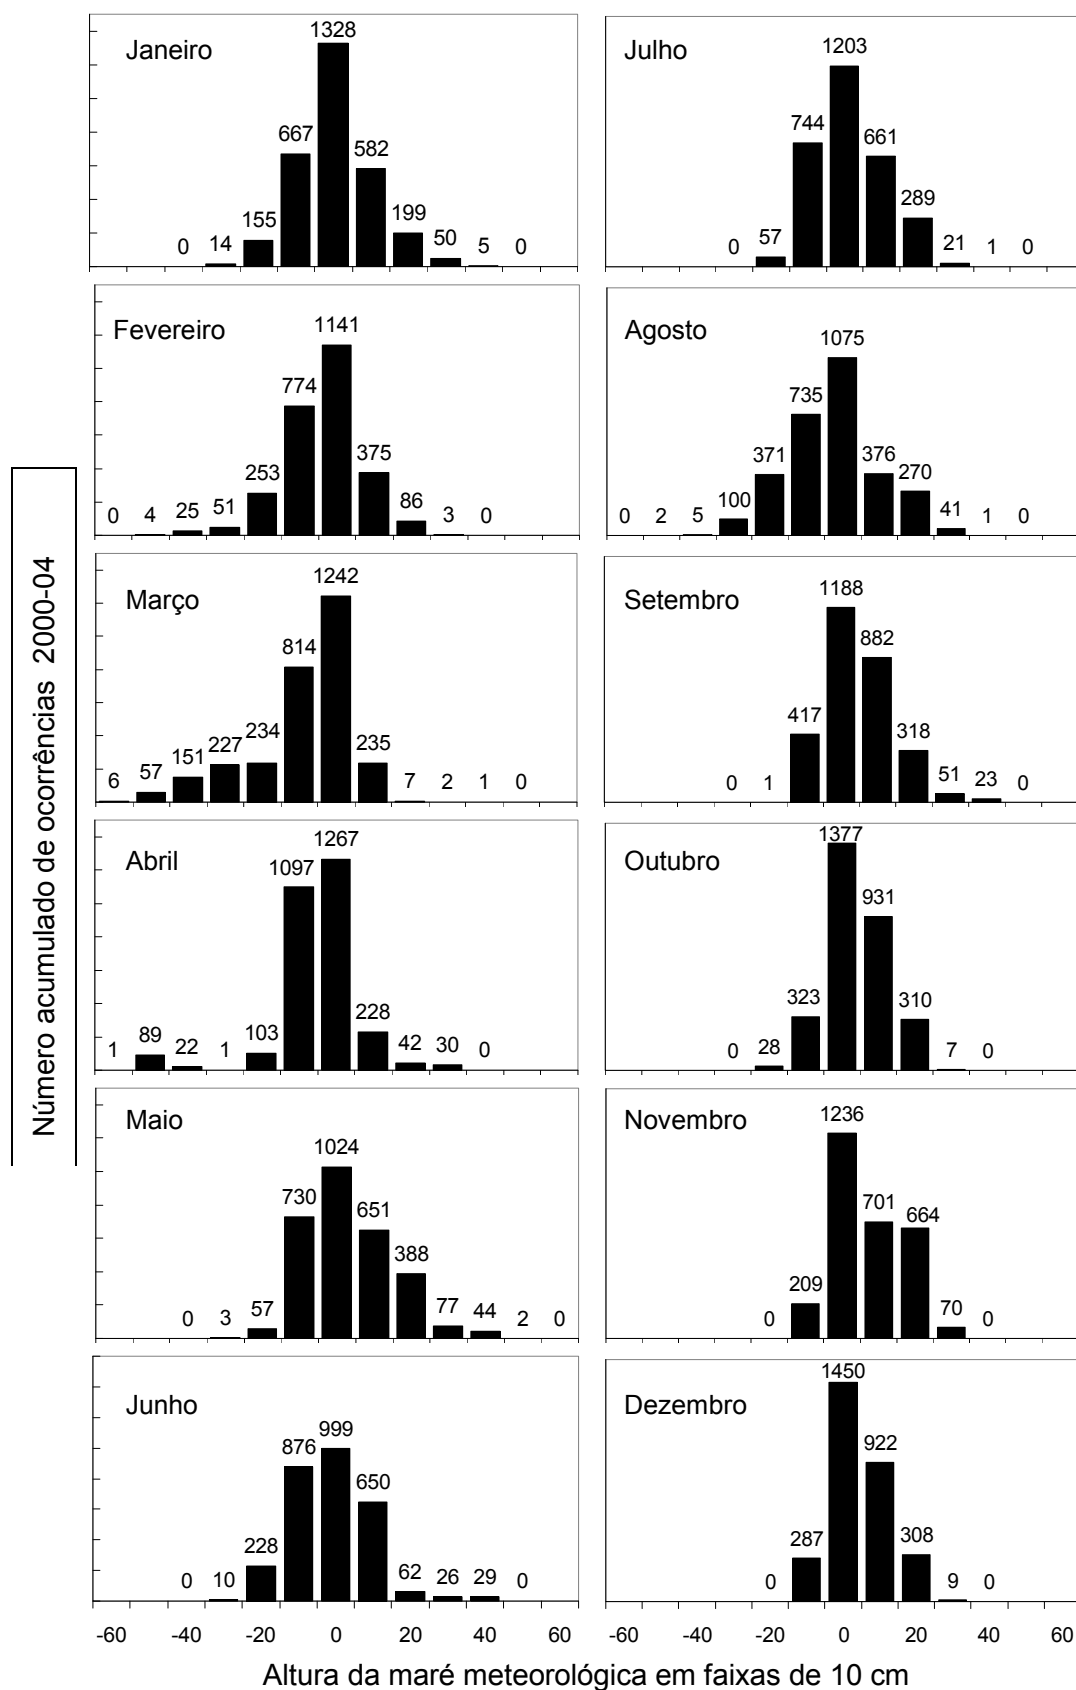 Janeiro
1328
667
582
155
199
0 14 50 5 0
Julho
1203
744
661
289
0 57 21 1 0
Fevereiro
1141
774
375
253
0 4 25 51 86 3 0
Agosto
1075
735
371 376
270
0 2 5 100 41 1 0
Março
1242
814
151 227 234 235
6 57 7 2 1 0
Setembro
1188
882
417
318
0 1 51 23 0
Abril
1267
1097
228
1 89 22 1 103 42 30 0
Outubro
1377
931
323 310
0 28 7 0
Maio
1024
730
651
388
0 3 57 77 44 2 0
Novembro
1236
701 664
209
0 70 0
Junho
999
876
650
228
0 10 62 26 29 0
Dezembro
1450
922
287 308
0 9 0
-60 -40 -20 0 20 40 60
-60 -40 -20 0 20 40 60
Número acumulado de ocorrências 2000-04
Altura da maré meteorológica em faixas de 10 cm